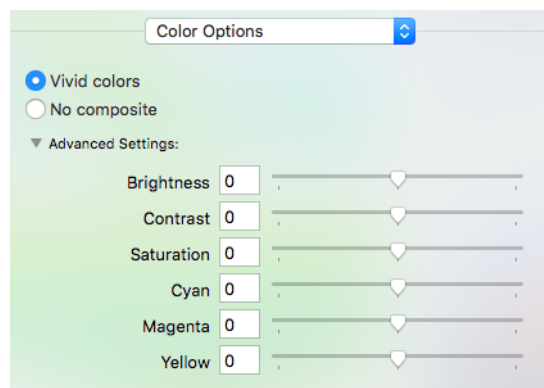 Color Options
Vivid colors
No composite
Advanced Settings:
Brightness 0
Contrast 0
Saturation 0
Cyan 0
Magenta 0
Yellow 0